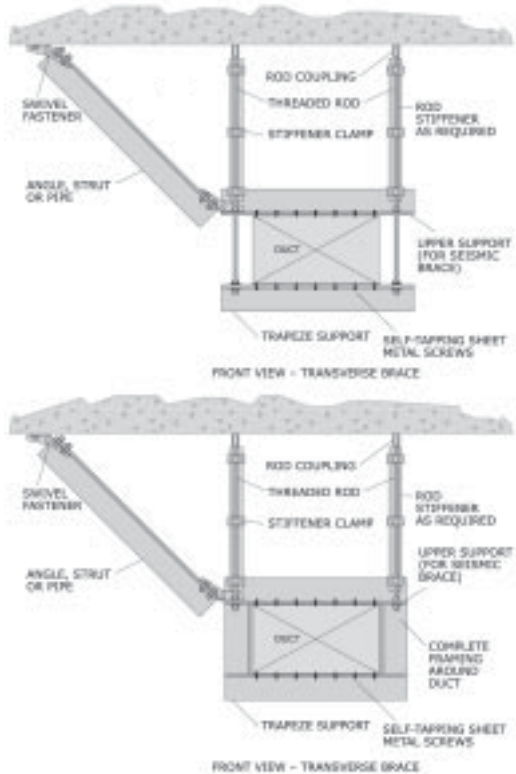 ROD COUPLING
SWIVEL
FASTENER
THREADED ROD
ROD
STIFFENER
AS REQUIRED
STIFFENER CLAMP
ANGLE, STRUT
OR PIPE
DUCT
UPPER SUPPORT
(FOR SEISMIC
BRACE)
TRAPEZE SUPPORT
SELF-TAPPING SHEET
METAL SCREWS
FRONT VIEW – TRANSVERSE BRACE
ROD COUPLING
SWIVEL
FASTENER
THREADED ROD
ROD
STIFFENER
AS REQUIRED
STIFFENER CLAMP
UPPER SUPPORT
(FOR SEISMIC
BRACE)
ANGLE, STRUT
OR PIPE
DUCT
COMPLETE
FRAMING
AROUND
DUCT
TRAPEZE SUPPORT
SELF-TAPPING SHEET
METAL SCREWS
FRONT VIEW – TRANSVERSE BRACE